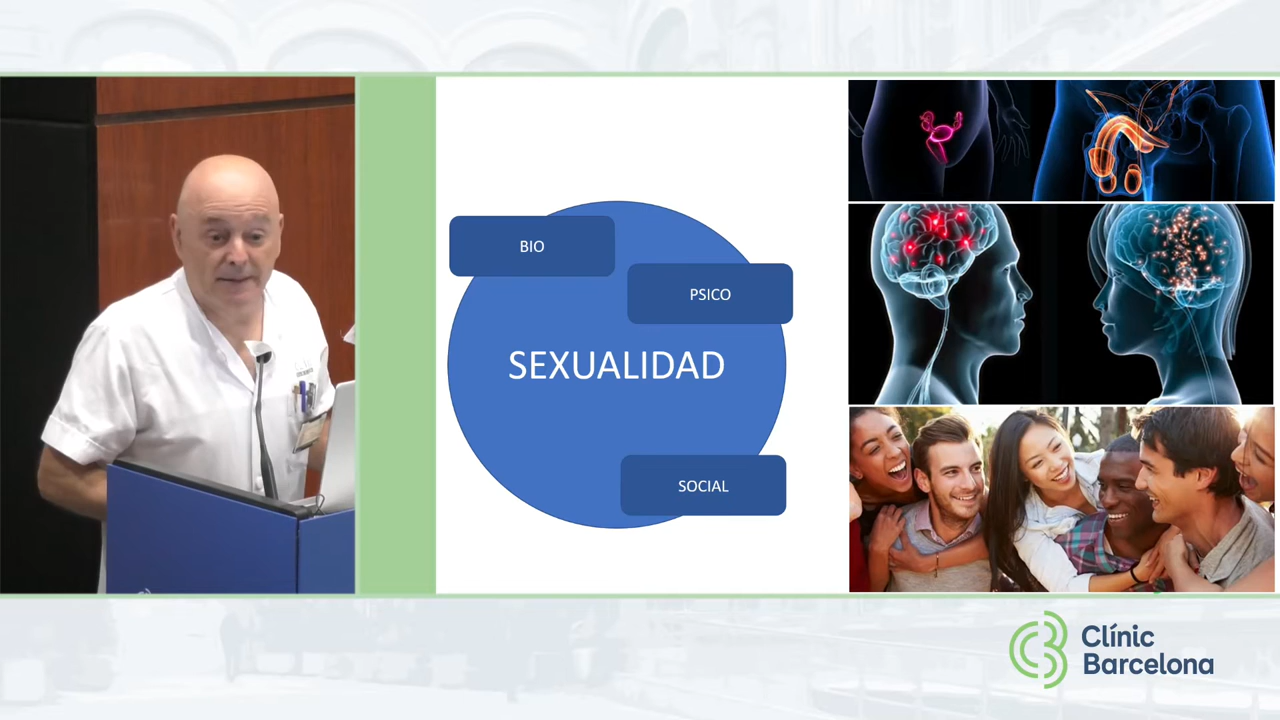 BIO
PSICO
SEXUALIDAD
SOCIAL
Clínic
Barcelona